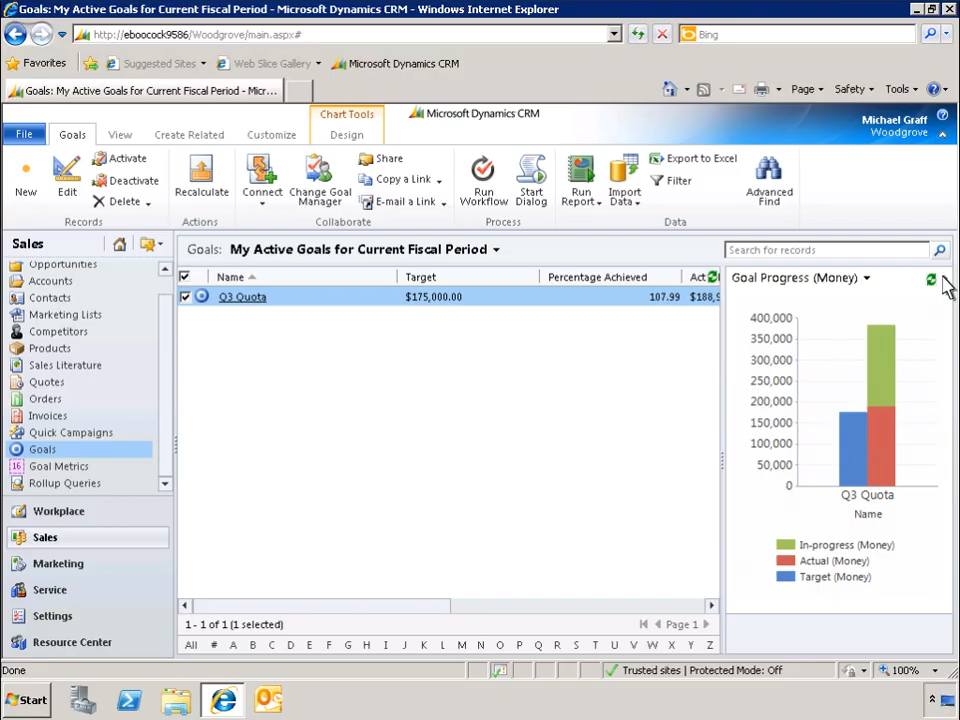 Goals: My Active Goals for Current Fiscal Period - Microsoft Dynamics CRM - Windows Internet Explorer
http://eboocock9586/Woodgrove/main.aspx#
Bing
Favorites
Suggested Sites
Web Slice Gallery
Microsoft Dynamics CRM
Goals: My Active Goals for Current Fiscal Period - Micr...
Page
Safety
Tools
File
Goals
View
Create Related
Customize
Chart Tools
Design
Microsoft Dynamics CRM
Michael Graff
Woodgrove
New
Edit
Activate
Deactivate
Delete
Records
Recalculate
Actions
Connect
Change Goal Manager
Share
Copy a Link
E-mail a Link
Collaborate
Run Workflow
Start Dialog
Process
Run Report
Import Data
Export to Excel
Filter
Advanced Find
Data
Sales
Opportunities
Accounts
Contacts
Marketing Lists
Competitors
Products
Sales Literature
Quotes
Orders
Invoices
Quick Campaigns
Goals
16 Goal Metrics
Rollup Queries
Workplace
Sales
Marketing
Service
Settings
Resource Center
Goals: My Active Goals for Current Fiscal Period
Search for records
Name Target Percentage Achieved Act
Q3 Quota $175,000.00 107.99 $188,9
1 - 1 of 1 (1 selected)
Page 1
All # A B C D E F G H I J K L M N O P Q R S T U V W X Y Z
Goal Progress (Money)
400,000
350,000
300,000
250,000
200,000
150,000
100,000
50,000
0
Q3 Quota
Name
In-progress (Money)
Actual (Money)
Target (Money)
Done
Trusted sites | Protected Mode: Off
100%
Start